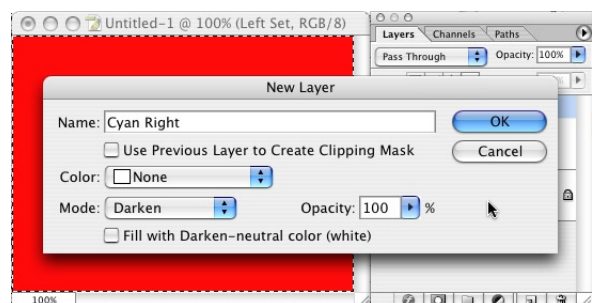 Untitled-1 @ 100% (Left Set, RGB/8)
Layers Channels Paths
Pass Through Opacity: 100%
New Layer
Name: Cyan Right
OK
Use Previous Layer to Create Clipping Mask
Cancel
Color: None
Mode: Darken Opacity: 100 %
Fill with Darken-neutral color (white)
100%